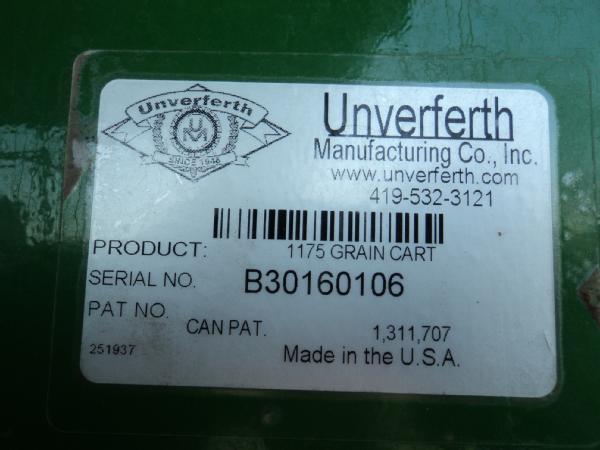 Unverferth
UM
SINCE 1948
Unverferth
Manufacturing Co., Inc.
www.unverferth.com
419-532-3121
PRODUCT: 1175 GRAIN CART
SERIAL NO. B30160106
PAT NO.
CAN PAT. 1,311,707
251937 Made in the U.S.A.